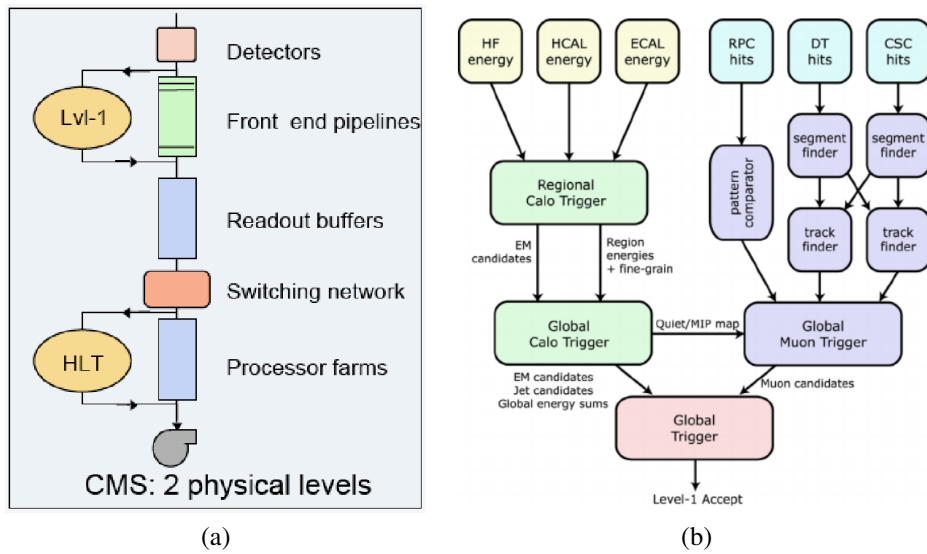 Detectors
Lvl-1
Front end pipelines
Readout buffers
Switching network
HLT
Processor farms
CMS: 2 physical levels
(a)
HF
energy
HCAL
energy
ECAL
energy
RPC
hits
DT
hits
CSC
hits
segment
finder
segment
finder
pattern
comparator
Regional
Calo Trigger
track
finder
track
finder
EM
candidates
Region
energies
+ fine-grain
Global
Calo Trigger
Quiet/MIP map
Global
Muon Trigger
EM candidates
Jet candidates
Global energy sums
Muon candidates
Global
Trigger
Level-1 Accept
(b)